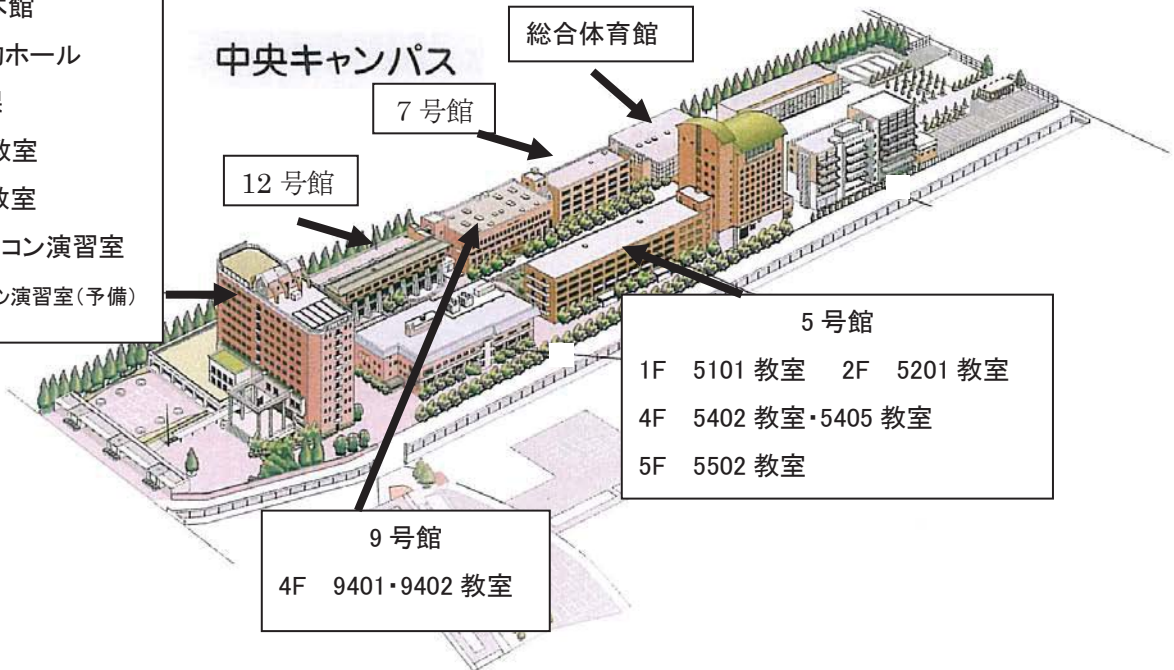 館
ホール
教室
教室
コン演習室
ン演習室(予備)
中央キャンパス
総合体育館
7 号館
12 号館
5 号館
1F 5101 教室 2F 5201 教室
4F 5402 教室・5405 教室
5F 5502 教室
9 号館
4F 9401・9402 教室